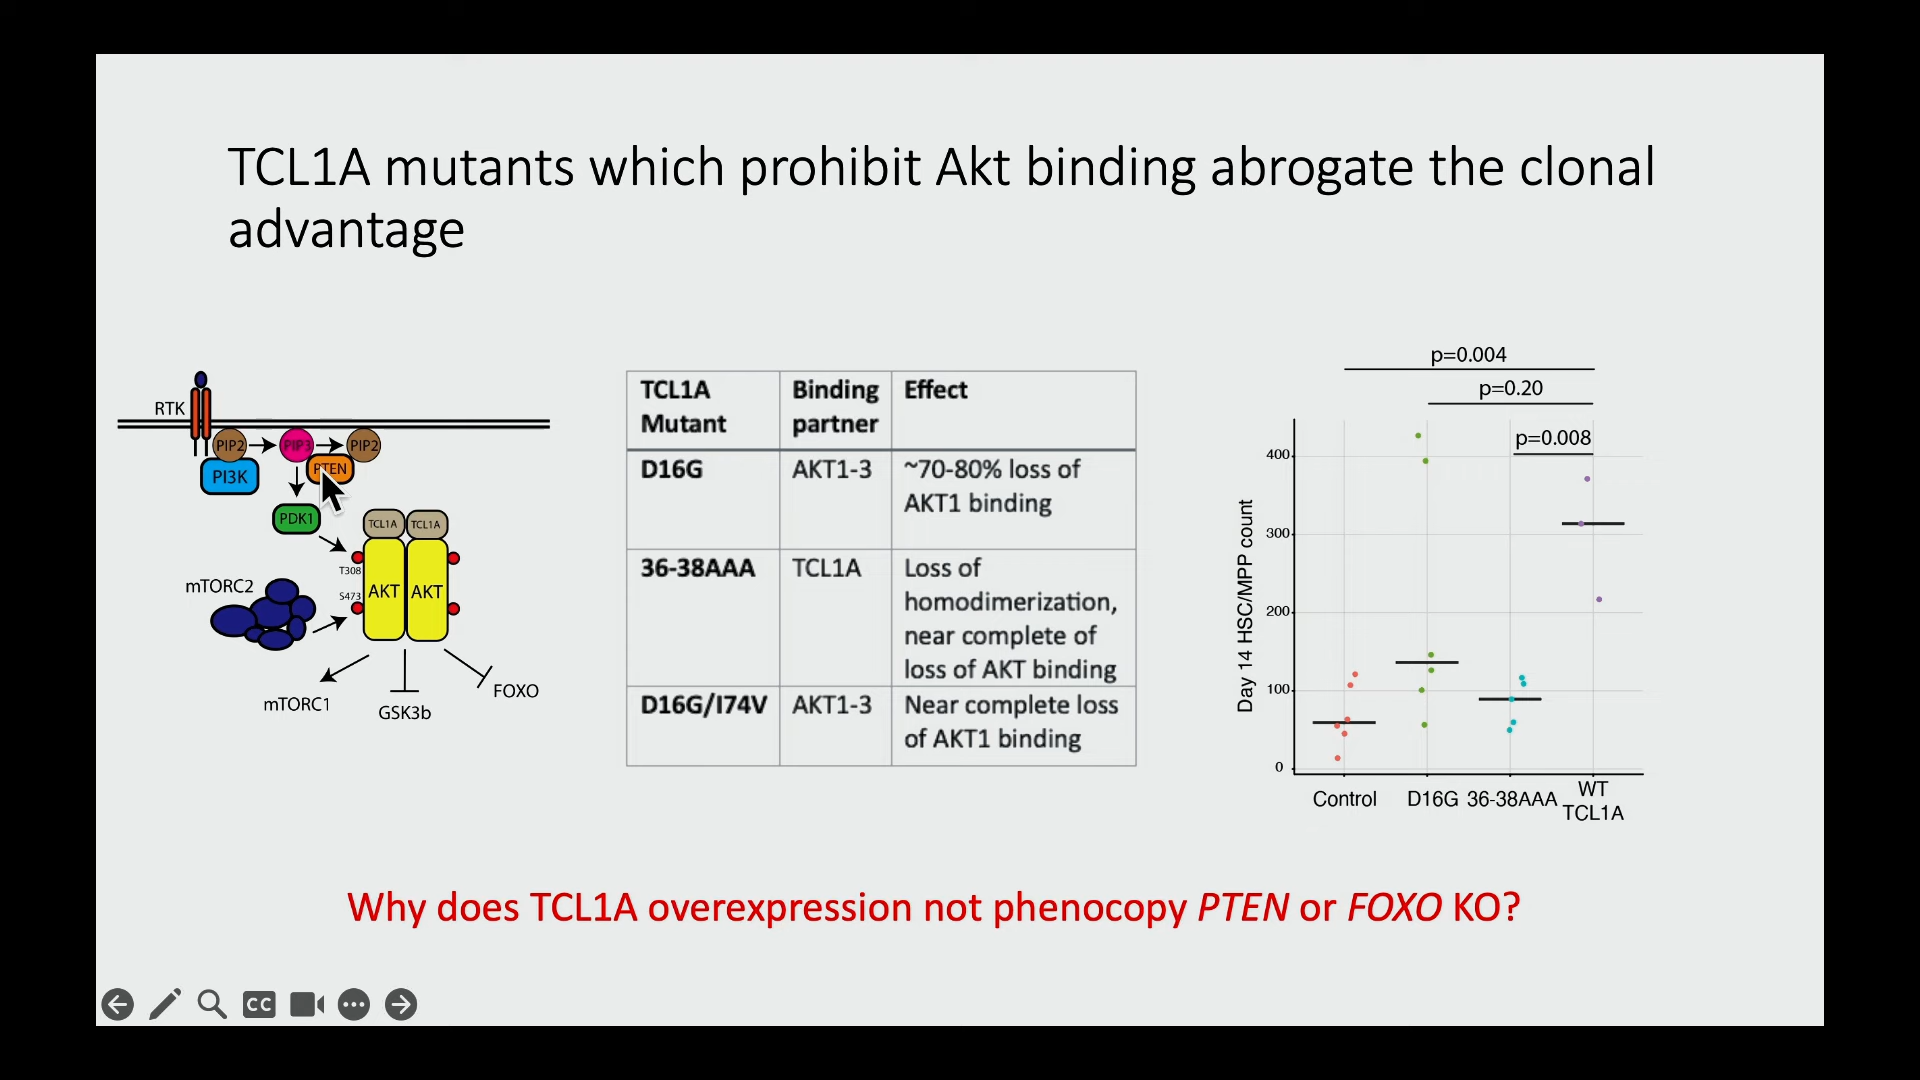 TCL1A mutants which prohibit Akt binding abrogate the clonal
advantage
RTK
PIP2
PIP3
PIP2
PI3K
PTEN
PDK1
TCL1A
TCL1A
T308
S473
AKT
AKT
mTORC2
mTORC1
GSK3b
FOXO
TCL1A
Mutant
Binding
partner
Effect
D16G
AKT1-3
~70-80% loss of
AKT1 binding
36-38AAA
TCL1A
Loss of
homodimerization,
near complete of
loss of AKT binding
D16G/I74V
AKT1-3
Near complete loss
of AKT1 binding
p=0.004
p=0.20
p=0.008
Day 14 HSC/MPP count
400
300
200
100
0
Control
D16G
36-38AAA
WT
TCL1A
Why does TCL1A overexpression not phenocopy PTEN or FOXO KO?
CC